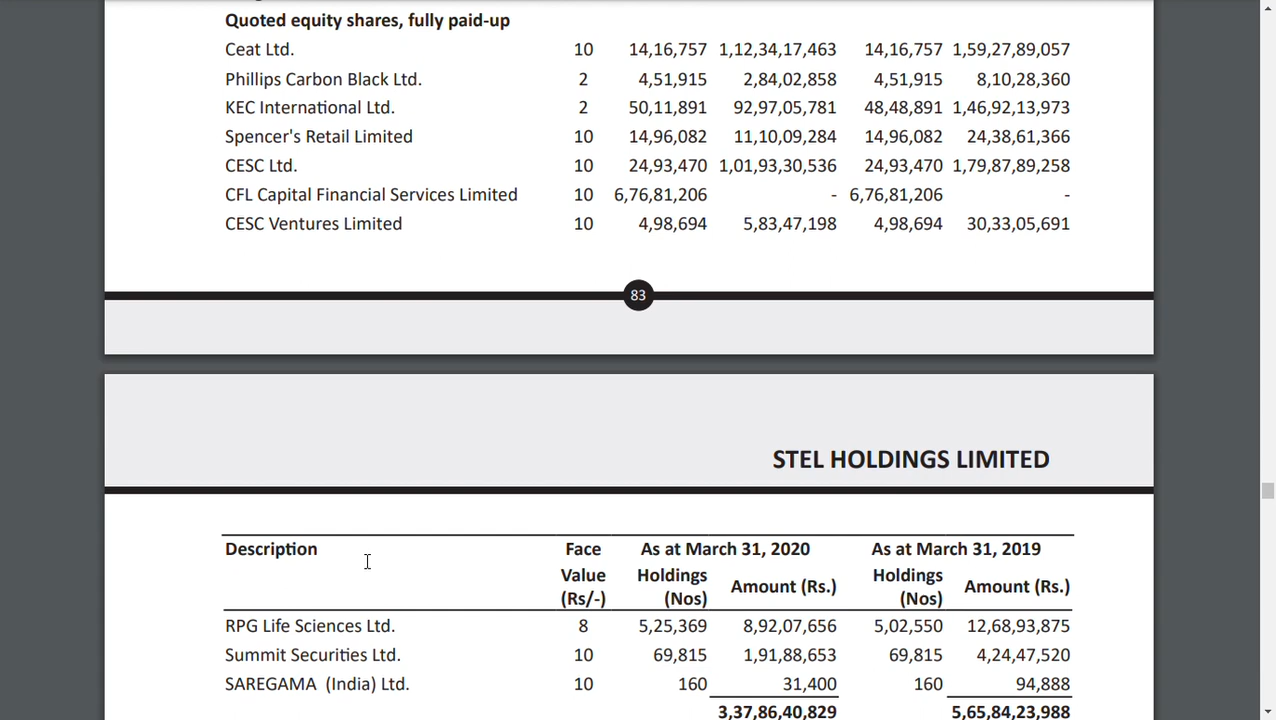 Quoted equity shares, fully paid-up
Ceat Ltd. 10 14,16,757 1,12,34,17,463 14,16,757 1,59,27,89,057
Phillips Carbon Black Ltd. 2 4,51,915 2,84,02,858 4,51,915 8,10,28,360
KEC International Ltd. 2 50,11,891 92,97,05,781 48,48,891 1,46,92,13,973
Spencer's Retail Limited 10 14,96,082 11,10,09,284 14,96,082 24,38,61,366
CESC Ltd. 10 24,93,470 1,01,93,30,536 24,93,470 1,79,87,89,258
CFL Capital Financial Services Limited 10 6,76,81,206 - 6,76,81,206 -
CESC Ventures Limited 10 4,98,694 5,83,47,198 4,98,694 30,33,05,691
83
STEL HOLDINGS LIMITED
Description Face As at March 31, 2020 As at March 31, 2019
Value Holdings Amount (Rs.) Holdings Amount (Rs.)
(Rs/-) (Nos) (Nos)
RPG Life Sciences Ltd. 8 5,25,369 8,92,07,656 5,02,550 12,68,93,875
Summit Securities Ltd. 10 69,815 1,91,88,653 69,815 4,24,47,520
SAREGAMA (India) Ltd. 10 160 31,400 160 94,888
3,37,86,40,829 5,65,84,23,988